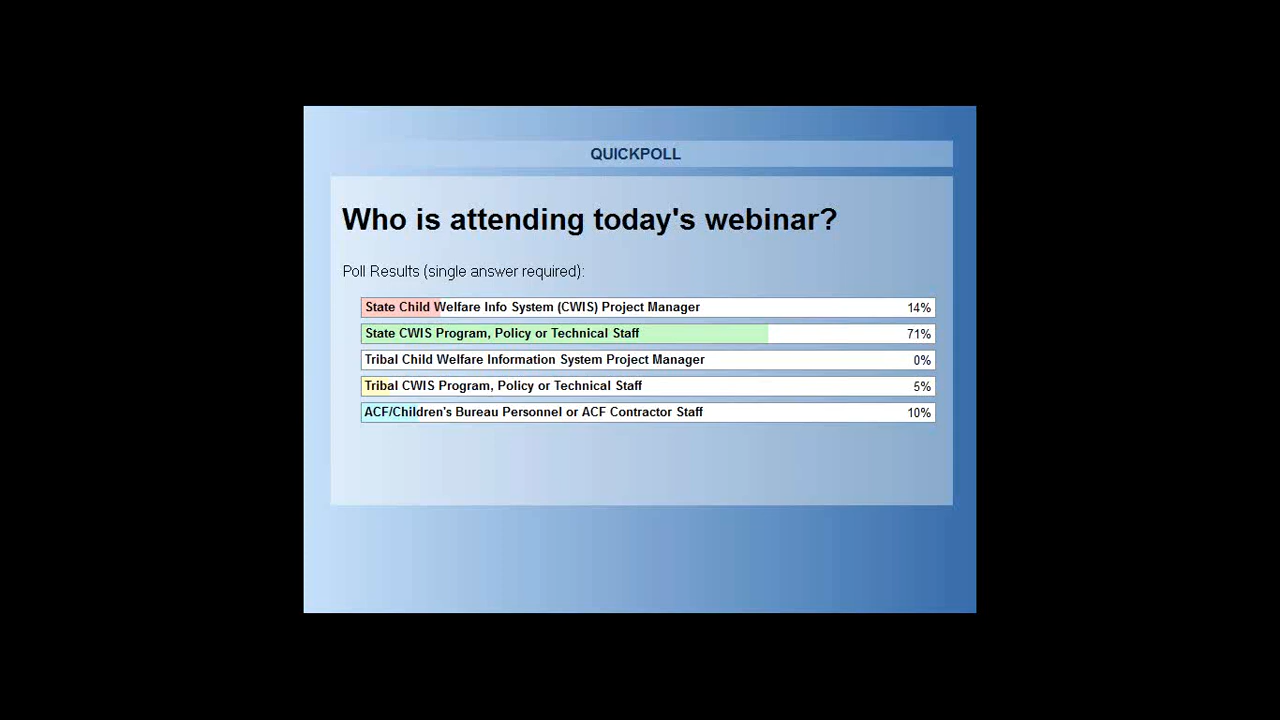 QUICKPOLL
Who is attending today's webinar?
Poll Results (single answer required):
State Child Welfare Info System (CWIS) Project Manager 14%
State CWIS Program, Policy or Technical Staff 71%
Tribal Child Welfare Information System Project Manager 0%
Tribal CWIS Program, Policy or Technical Staff 5%
ACF/Children's Bureau Personnel or ACF Contractor Staff 10%